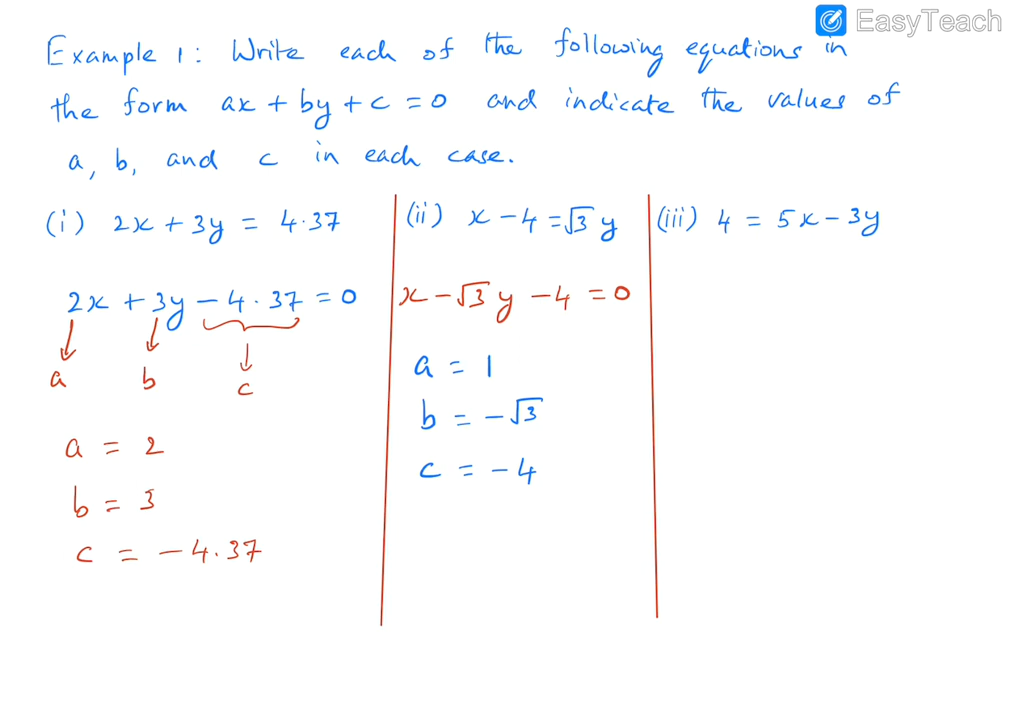 EasyTeach
Example 1: Write each of the following equations in
the form ax + by + c = 0 and indicate the values of
a, b, and c in each case.
(i) 2x + 3y = 4.37
2x + 3y - 4.37 = 0
a b c
a = 2
b = 3
c = -4.37
(ii) x - 4 = √3 y
x - √3 y - 4 = 0
a = 1
b = -√3
c = -4
(iii) 4 = 5x - 3y